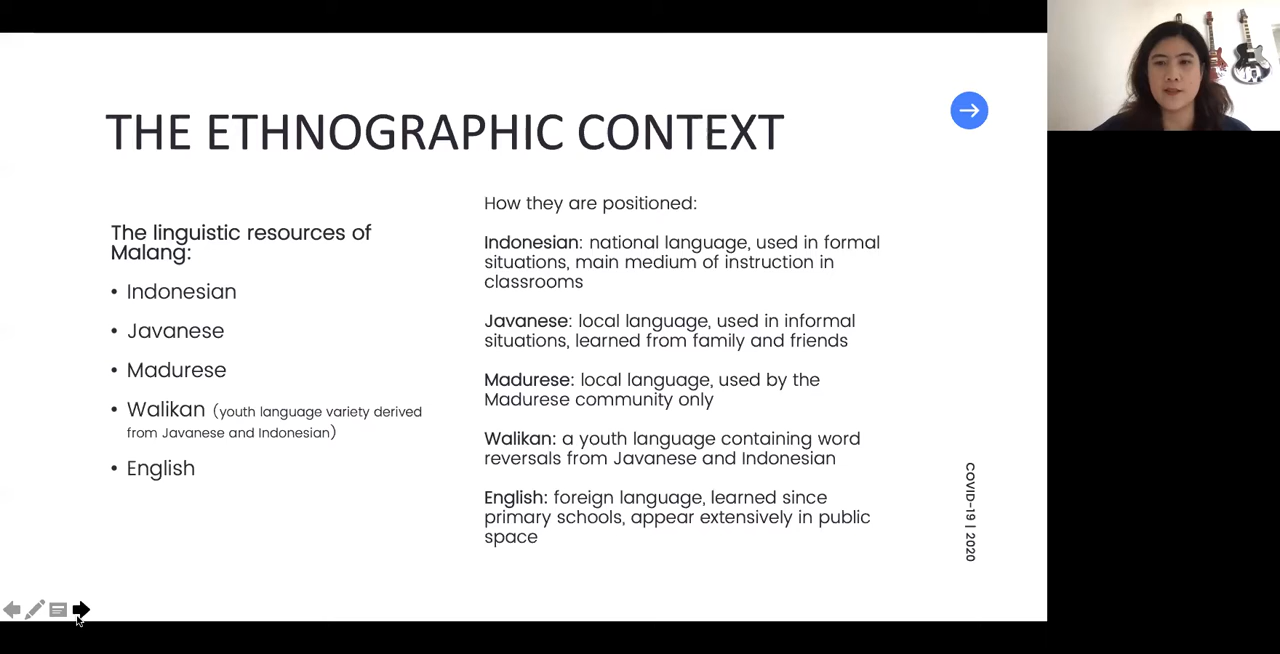 THE ETHNOGRAPHIC CONTEXT
The linguistic resources of
Malang:
• Indonesian
• Javanese
• Madurese
• Walikan (youth language variety derived
from Javanese and Indonesian)
• English
How they are positioned:
Indonesian: national language, used in formal
situations, main medium of instruction in
classrooms
Javanese: local language, used in informal
situations, learned from family and friends
Madurese: local language, used by the
Madurese community only
Walikan: a youth language containing word
reversals from Javanese and Indonesian
English: foreign language, learned since
primary schools, appear extensively in public
space
COVID-19 | 2020